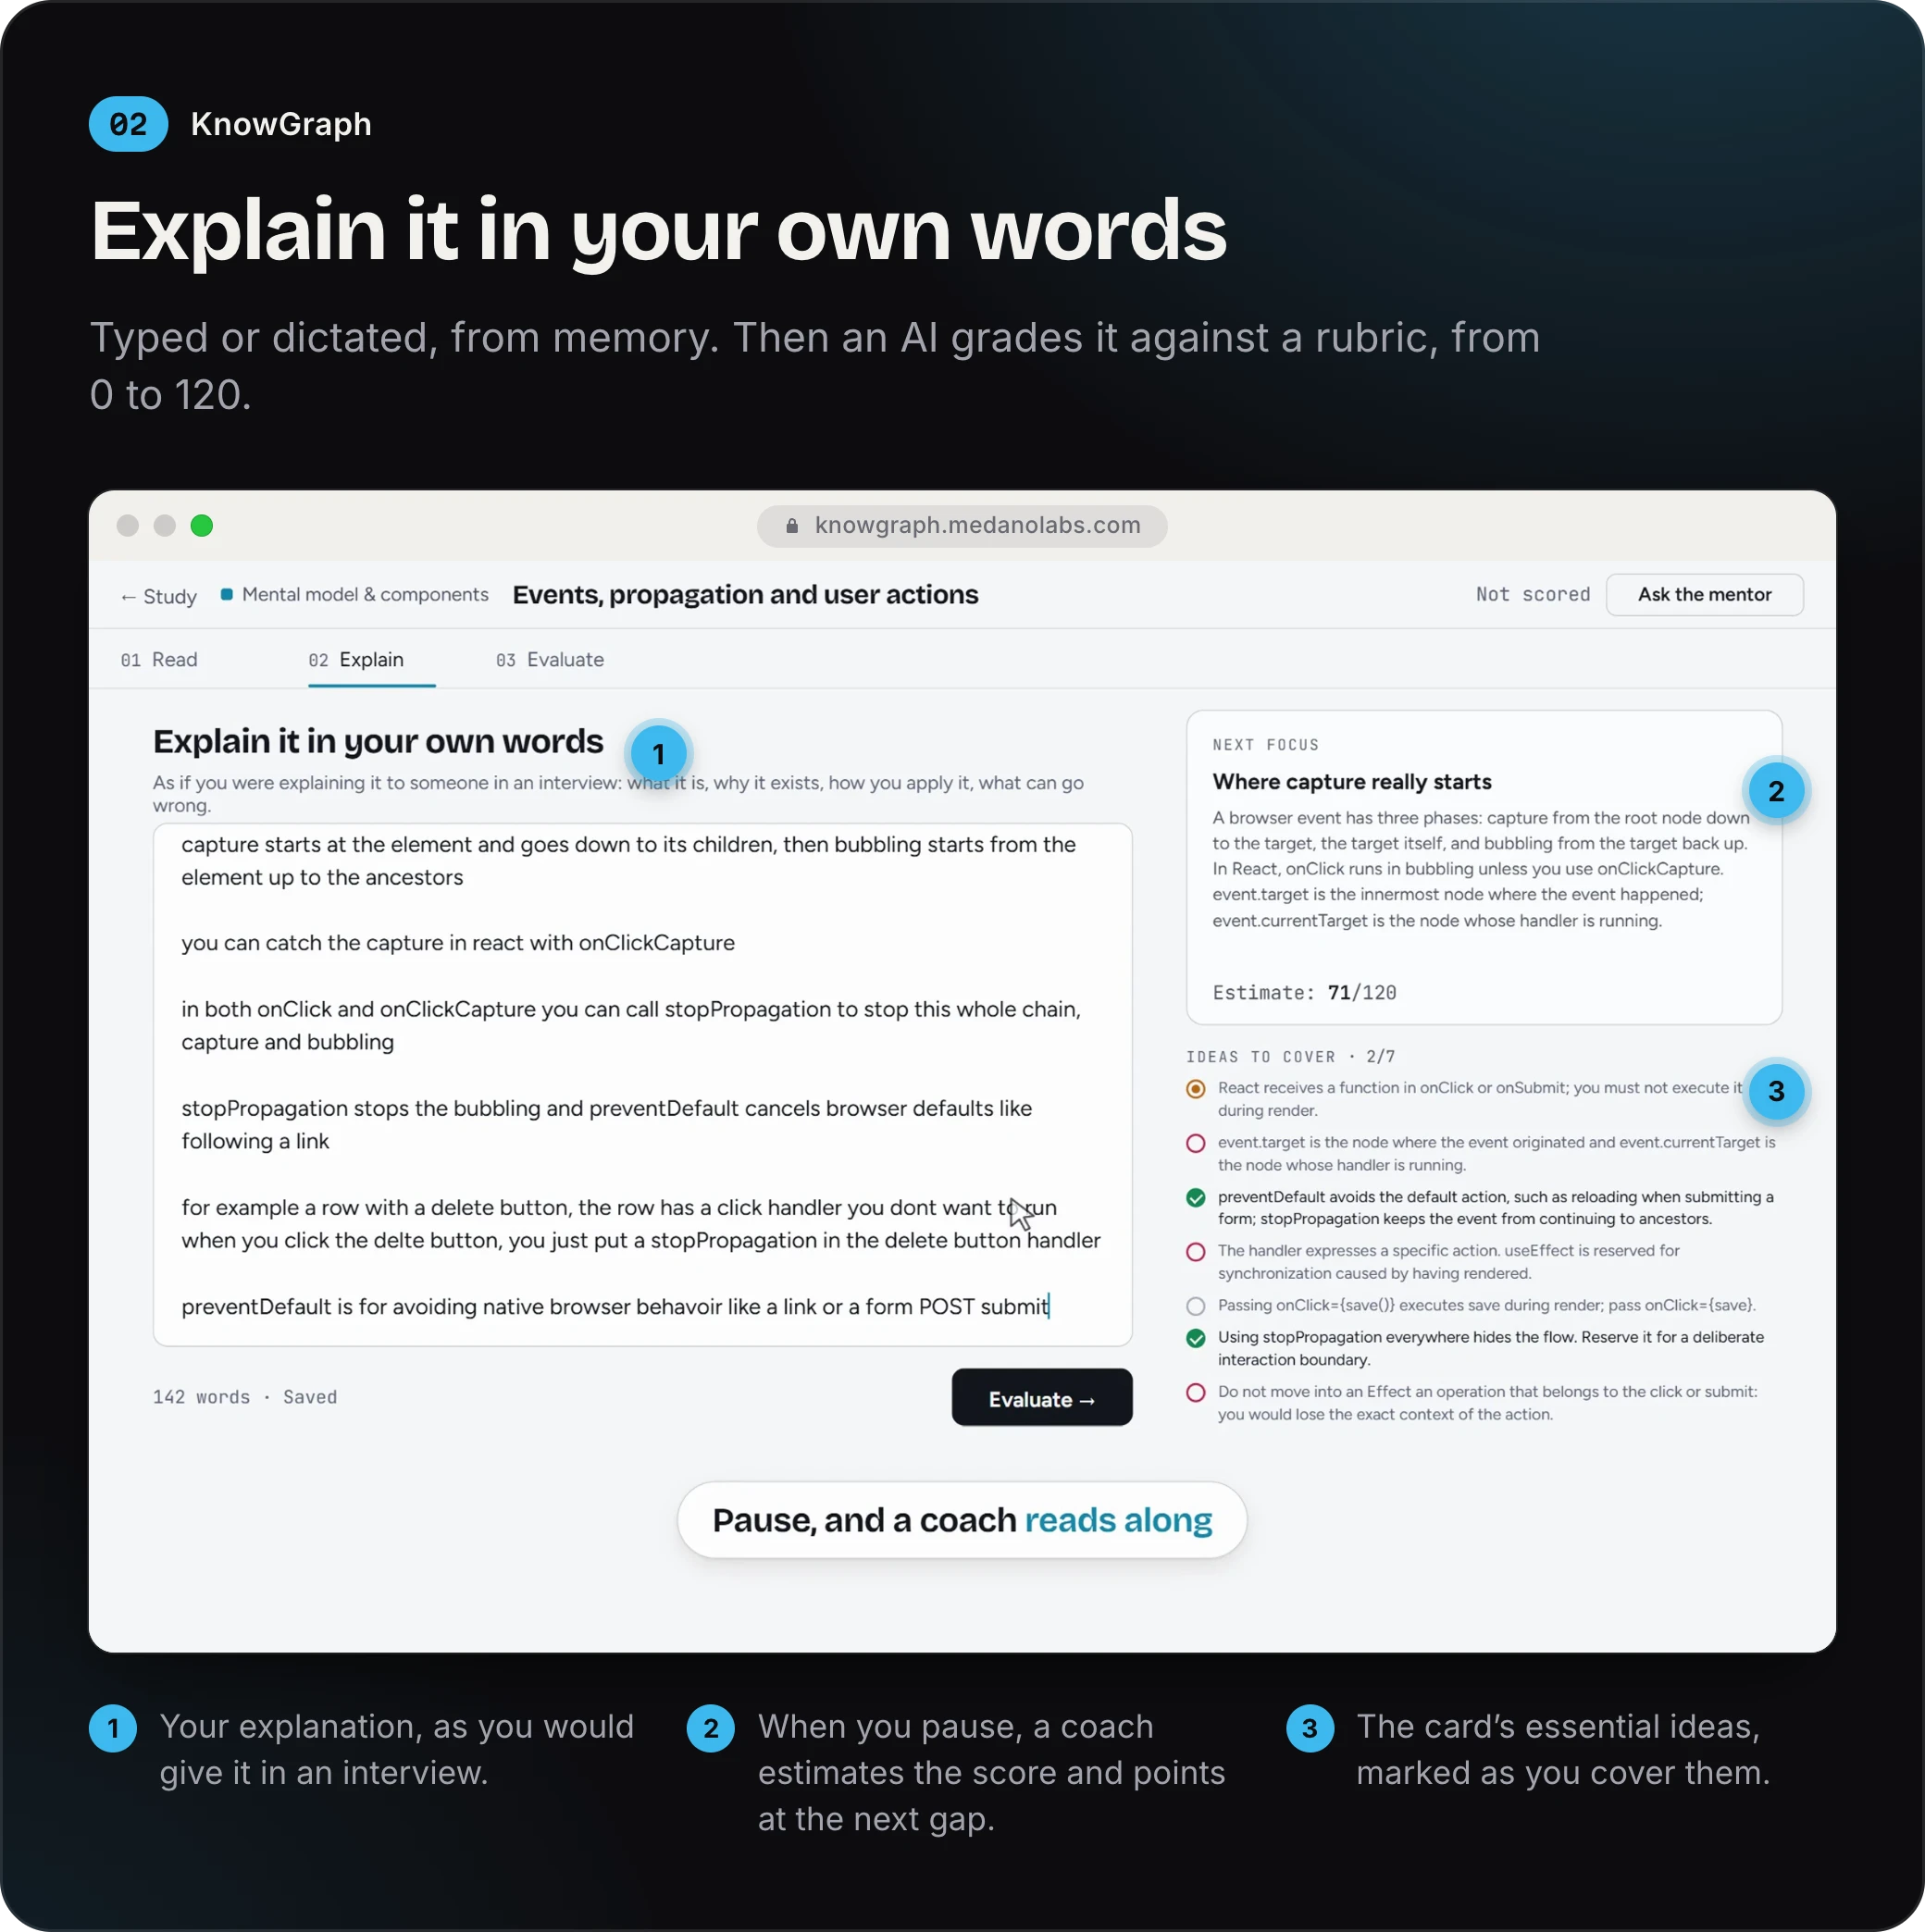 02 KnowGraph
Explain it in your own words
Typed or dictated, from memory. Then an AI grades it against a rubric, from
0 to 120.
knowgraph.medanolabs.com
← Study Mental model & components Events, propagation and user actions Not scored Ask the mentor
01 Read 02 Explain 03 Evaluate
Explain it in your own words 1
As if you were explaining it to someone in an interview: what it is, why it exists, how you apply it, what can go
wrong.
capture starts at the element and goes down to its children, then bubbling starts from the
element up to the ancestors
you can catch the capture in react with onClickCapture
in both onClick and onClickCapture you can call stopPropagation to stop this whole chain,
capture and bubbling
stopPropagation stops the bubbling and preventDefault cancels browser defaults like
following a link
for example a row with a delete button, the row has a click handler you dont want to run
when you click the delte button, you just put a stopPropagation in the delete button handler
preventDefault is for avoiding native browser behavoir like a link or a form POST submit
142 words · Saved
Evaluate →
NEXT FOCUS
Where capture really starts
2
A browser event has three phases: capture from the root node down
to the target, the target itself, and bubbling from the target back up.
In React, onClick runs in bubbling unless you use onClickCapture.
event.target is the innermost node where the event happened;
event.currentTarget is the node whose handler is running.
Estimate: 71/120
IDEAS TO COVER · 2/7
3
React receives a function in onClick or onSubmit; you must not execute it
during render.
event.target is the node where the event originated and event.currentTarget is
the node whose handler is running.
preventDefault avoids the default action, such as reloading when submitting a
form; stopPropagation keeps the event from continuing to ancestors.
The handler expresses a specific action. useEffect is reserved for
synchronization caused by having rendered.
Passing onClick={save()} executes save during render; pass onClick={save}.
Using stopPropagation everywhere hides the flow. Reserve it for a deliberate
interaction boundary.
Do not move into an Effect an operation that belongs to the click or submit:
you would lose the exact context of the action.
Pause, and a coach reads along
1 Your explanation, as you would
give it in an interview.
2 When you pause, a coach
estimates the score and points
at the next gap.
3 The card’s essential ideas,
marked as you cover them.